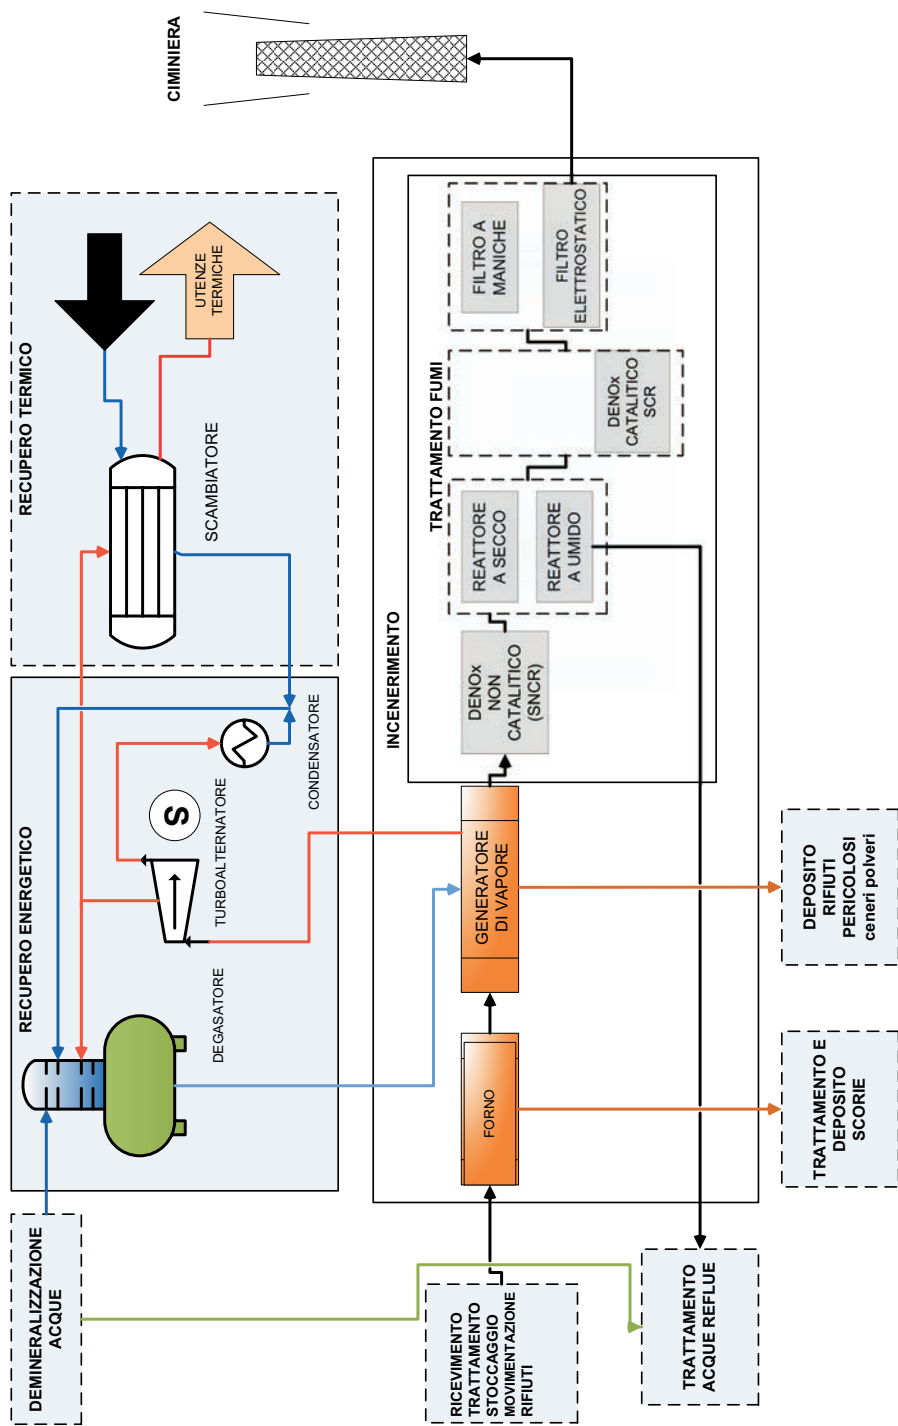 DEMINERALIZZAZIONE
ACQUE
RECUPERO ENERGETICO
DEGASATORE
TURBOALTERNATORE
S
CONDENSATORE
RECUPERO TERMICO
SCAMBIATORE
UTENZE
TERMICHE
CIMINIERA
RICEVIMENTO
TRATTAMENTO
STOCCAGGIO
MOVIMENTAZIONE
RIFIUTI
INCENERIMENTO
FORNO
GENERATORE
DI VAPORE
TRATTAMENTO FUMI
DENOx
NON
CATALITICO
(SNCR)
REATTORE
A SECCO
REATTORE
A UMIDO
DENOx
CATALITICO
SCR
FILTRO A
MANICHE
FILTRO
ELETTROSTATICO
TRATTAMENTO
ACQUE REFLUE
TRATTAMENTO E
DEPOSITO
SCORIE
DEPOSITO
RIFIUTI
PERICOLOSI
ceneri polveri